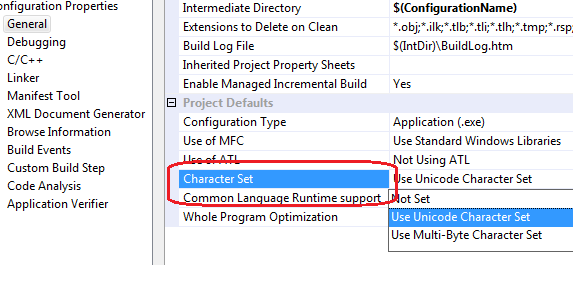 onfiguration Properties
General
Debugging
C/C++
Linker
Manifest Tool
XML Document Generator
Browse Information
Build Events
Custom Build Step
Code Analysis
Application Verifier
Intermediate Directory $(ConfigurationName)
Extensions to Delete on Clean *.obj;*.ilk;*.tlb;*.tli;*.tlh;*.tmp;*.rsp;
Build Log File $(IntDir)\BuildLog.htm
Inherited Project Property Sheets
Enable Managed Incremental Build Yes
Project Defaults
Configuration Type Application (.exe)
Use of MFC Use Standard Windows Libraries
Use of ATL Not Using ATL
Character Set Use Unicode Character Set
Common Language Runtime support Not Set
Whole Program Optimization Use Unicode Character Set
Use Multi-Byte Character Set